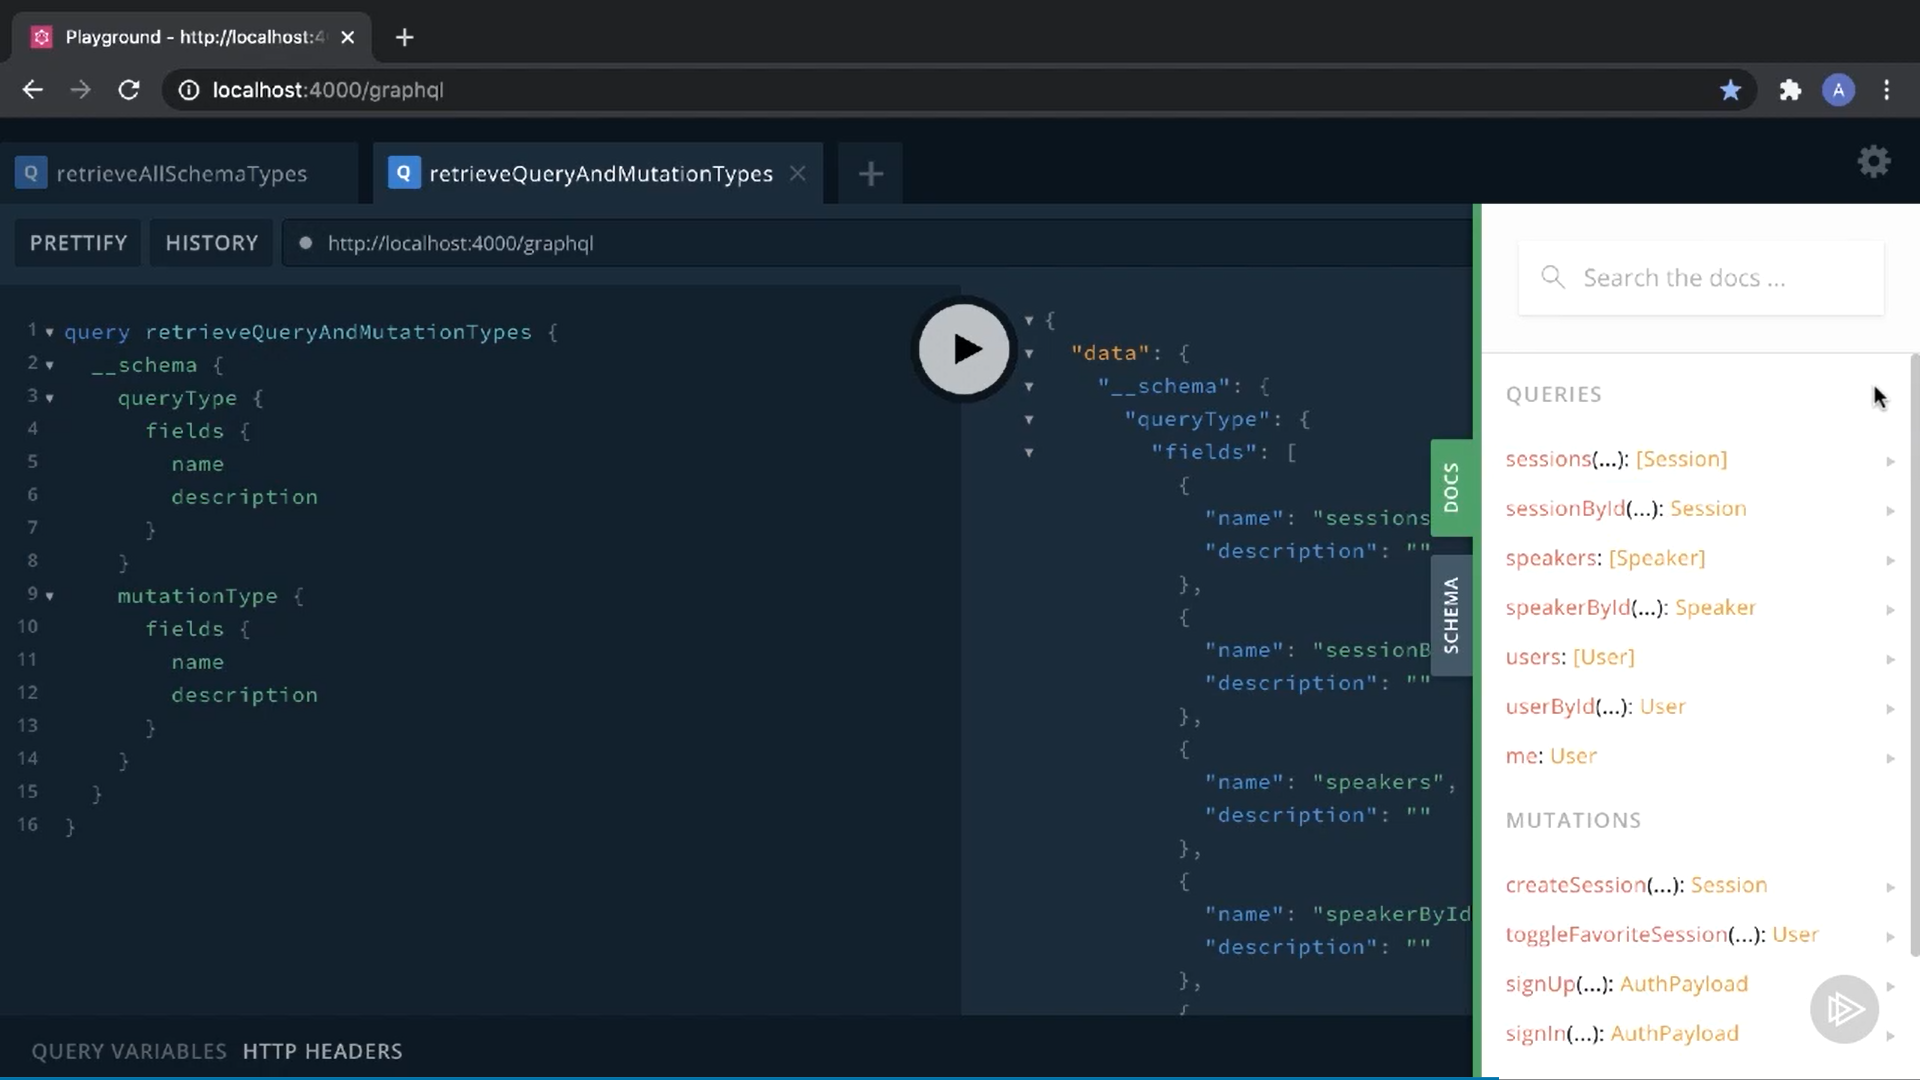 Playground - http://localhost:4
localhost:4000/graphql
A
Q retrieveAllSchemaTypes
Q retrieveQueryAndMutationTypes
PRETTIFY
HISTORY
http://localhost:4000/graphql
1 query retrieveQueryAndMutationTypes {
2 __schema {
3 queryType {
4 fields {
5 name
6 description
7 }
8 }
9 mutationType {
10 fields {
11 name
12 description
13 }
14 }
15 }
16 }
{
"data": {
"__schema": {
"queryType": {
"fields": [
{
"name": "sessions
"description": ""
},
{
"name": "sessionB
"description": ""
},
{
"name": "speakers",
"description": ""
},
{
"name": "speakerById
"description": ""
},
{
DOCS
SCHEMA
Search the docs ...
QUERIES
sessions(...): [Session]
sessionById(...): Session
speakers: [Speaker]
speakerById(...): Speaker
users: [User]
userById(...): User
me: User
MUTATIONS
createSession(...): Session
toggleFavoriteSession(...): User
signUp(...): AuthPayload
signIn(...): AuthPayload
QUERY VARIABLES
HTTP HEADERS